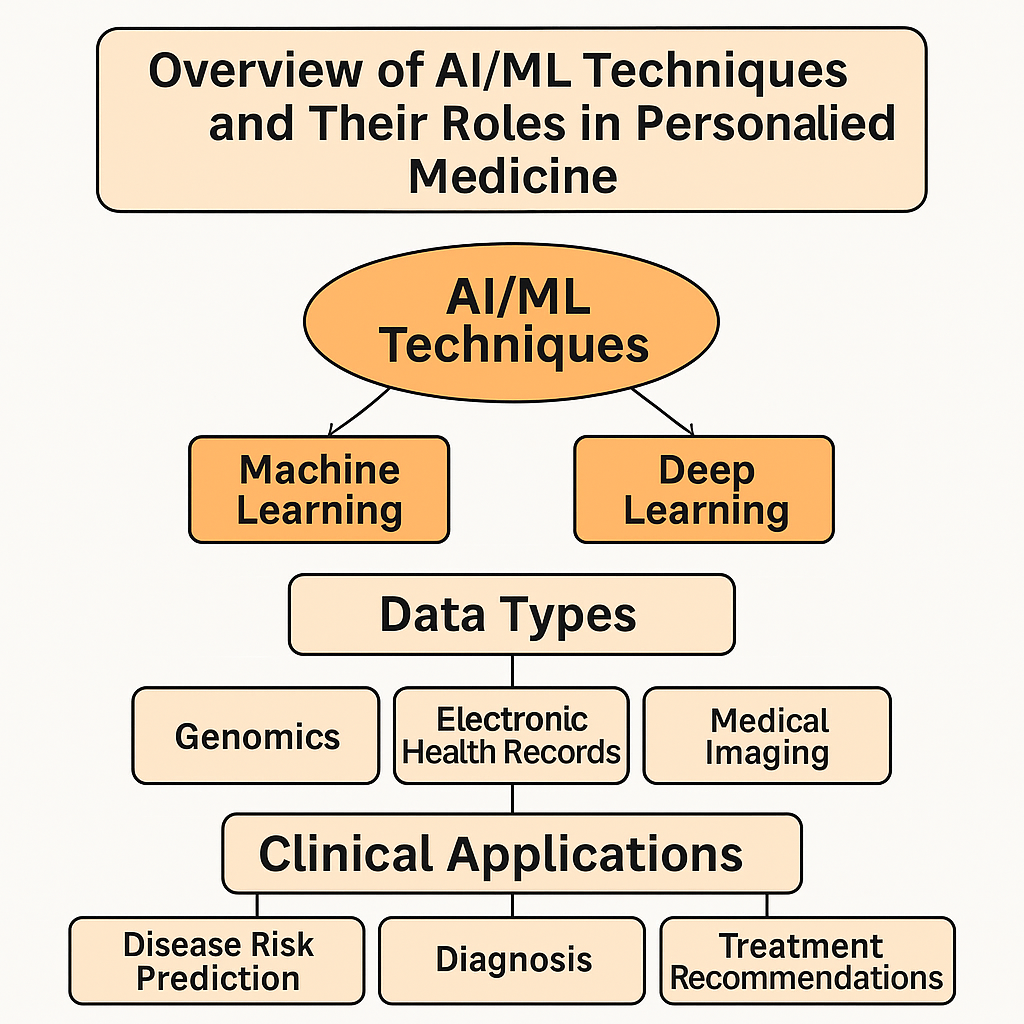 Overview of AI/ML Techniques
and Their Roles in Personalied
Medicine
AI/ML
Techniques
Machine
Learning
Deep
Learning
Data Types
Genomics
Electronic
Health Records
Medical
Imaging
Clinical Applications
Disease Risk
Prediction
Diagnosis
Treatment
Recommendations